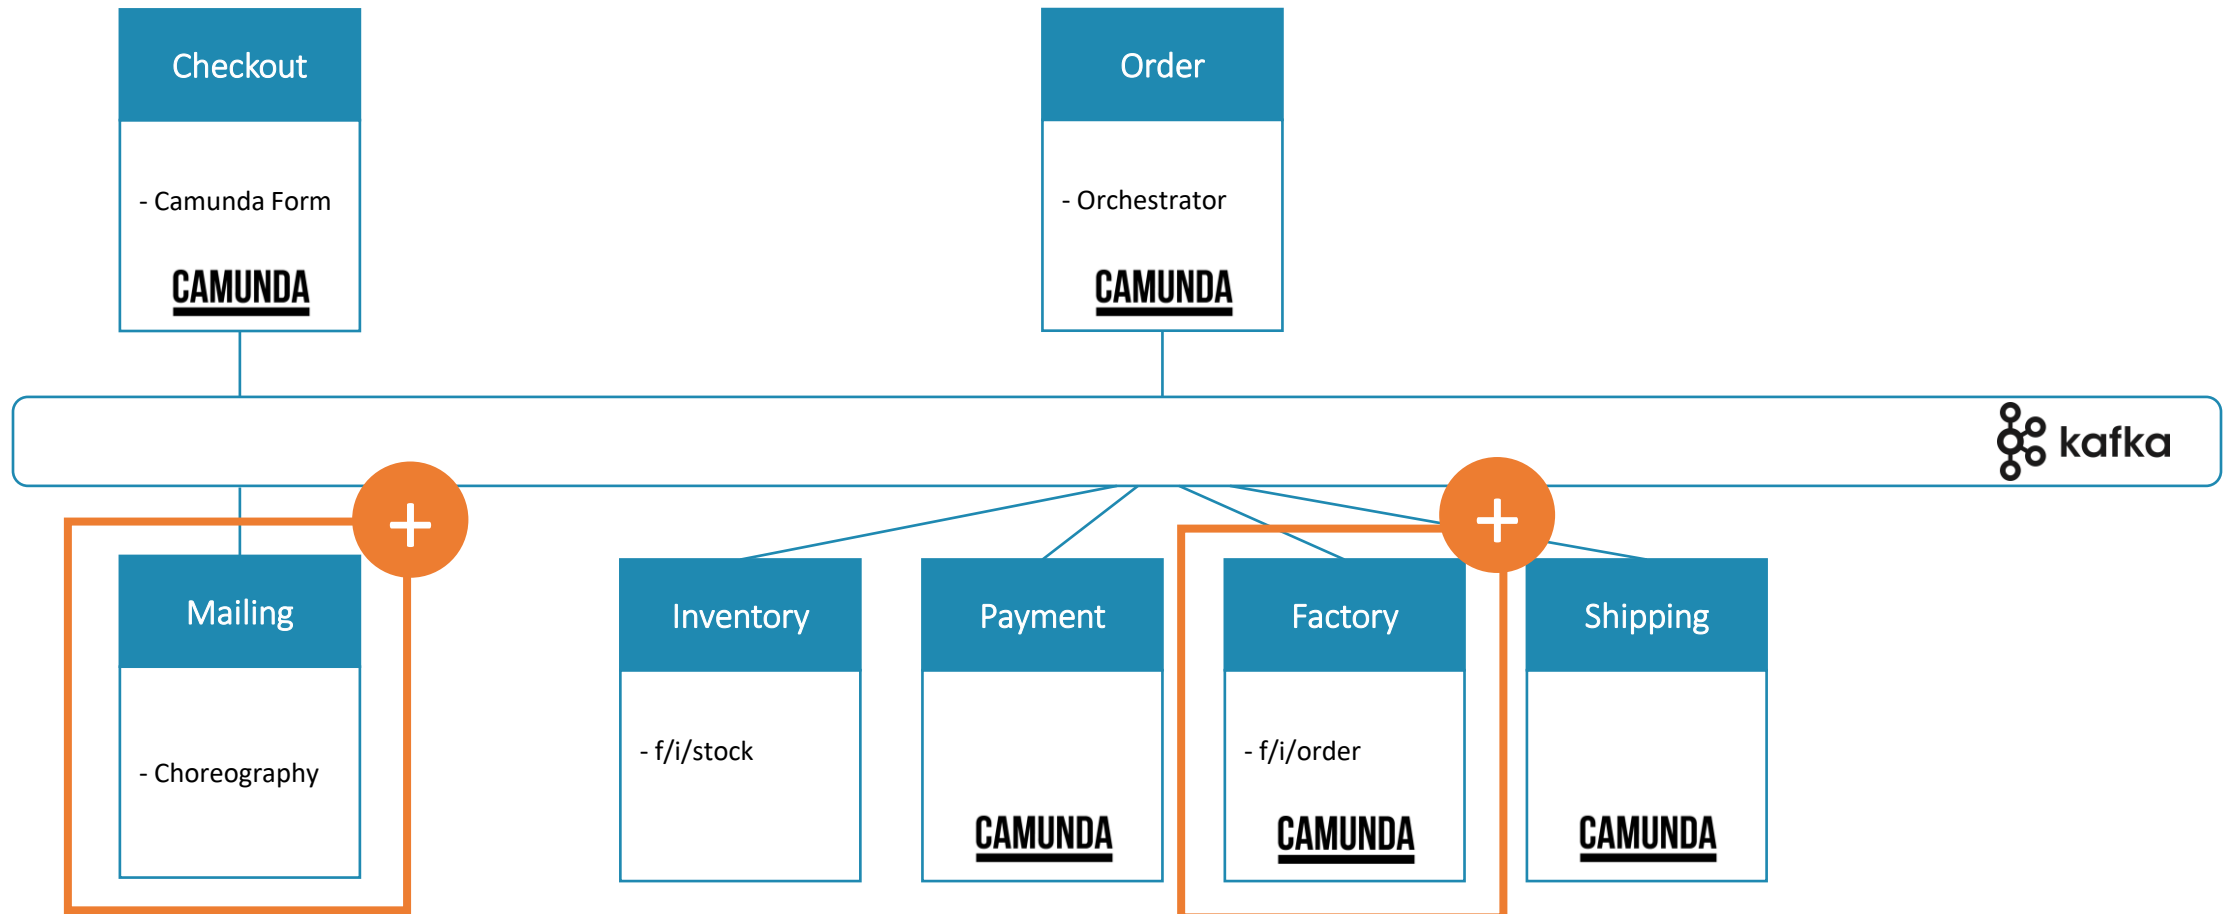 Checkout
Order
- Camunda Form
- Orchestrator
CAMUNDA
CAMUNDA
kafka
+
+
Mailing
Inventory
Payment
Factory
Shipping
- Choreography
- f/i/stock
- f/i/order
CAMUNDA
CAMUNDA
CAMUNDA